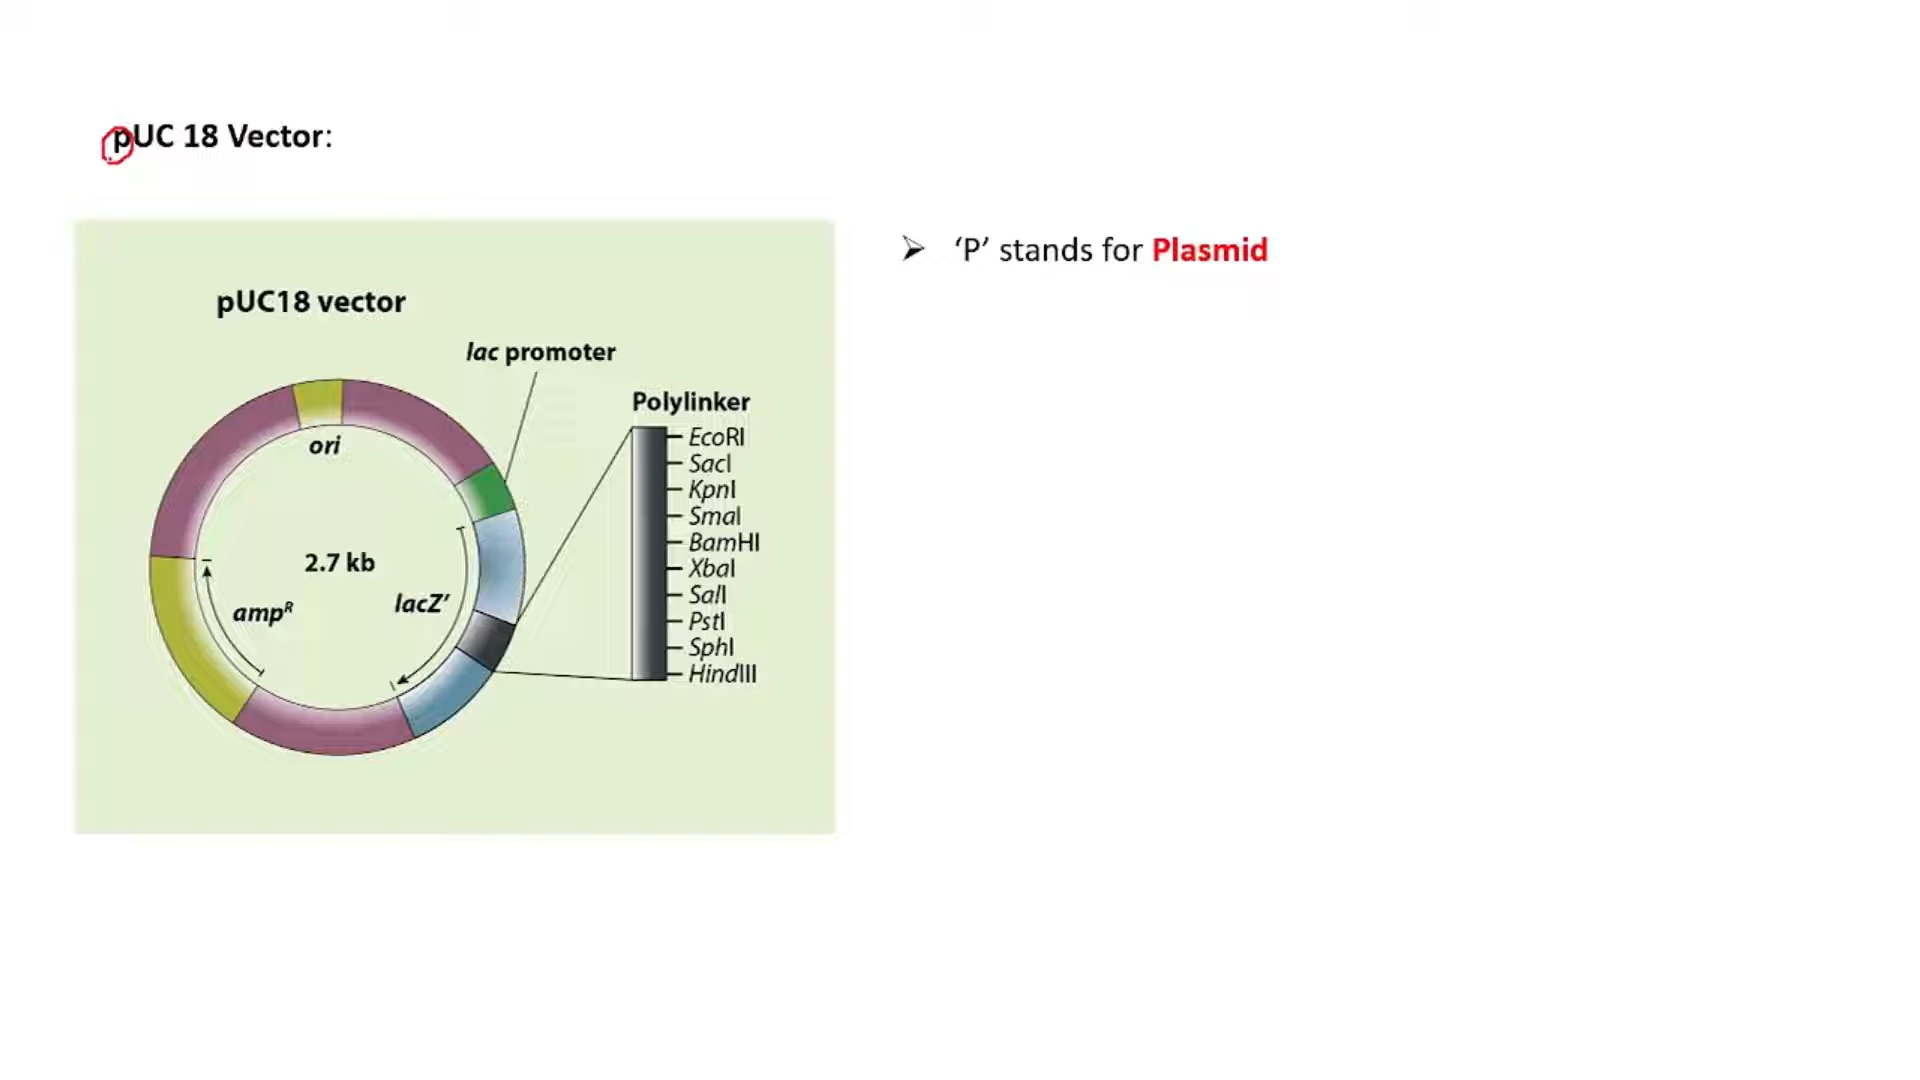 pUC 18 Vector:
➤ ‘P’ stands for Plasmid
pUC18 vector
lac promoter
Polylinker
EcoRI
SacI
KpnI
SmaI
BamHI
XbaI
SalI
PstI
SphI
HindIII
ori
2.7 kb
ampᴿ
lacZ’